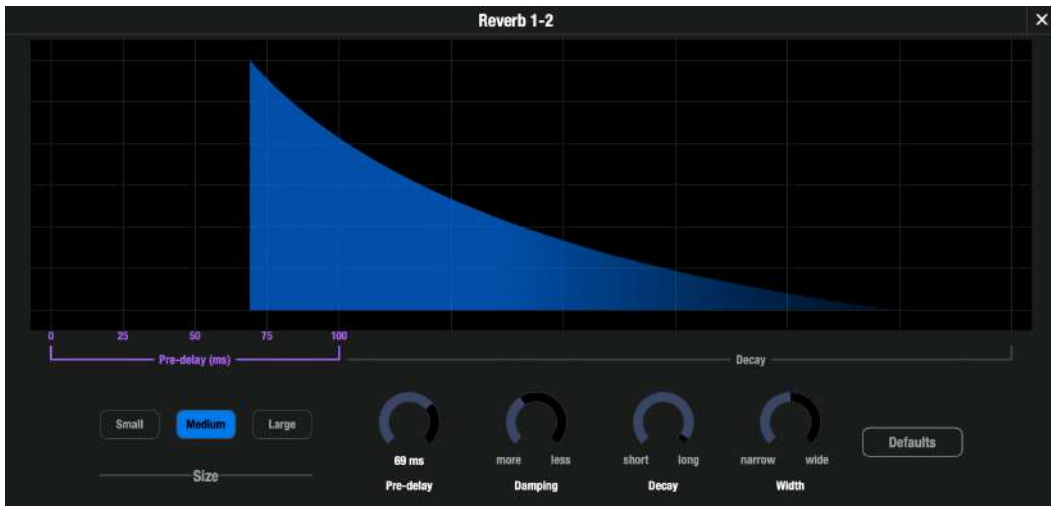 Reverb 1-2 ×
0 25 50 75 100
Pre-delay (ms) Decay
Small Medium Large
Size
69 ms
Pre-delay
more less
Damping
short long
Decay
narrow wide
Width
Defaults